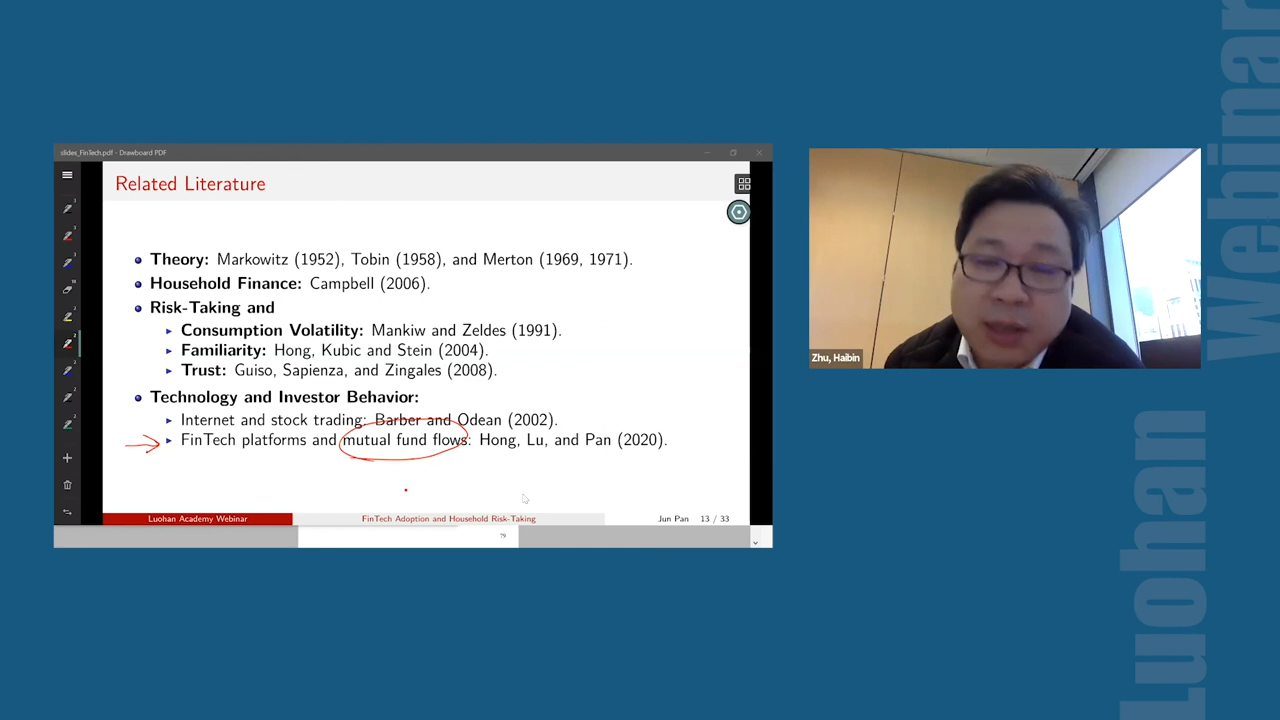 slides_FinTech.pdf - Drawboard PDF
Related Literature
Theory: Markowitz (1952), Tobin (1958), and Merton (1969, 1971).
Household Finance: Campbell (2006).
Risk-Taking and
Consumption Volatility: Mankiw and Zeldes (1991).
Familiarity: Hong, Kubic and Stein (2004).
Trust: Guiso, Sapienza, and Zingales (2008).
Technology and Investor Behavior:
Internet and stock trading: Barber and Odean (2002).
FinTech platforms and mutual fund flows: Hong, Lu, and Pan (2020).
Luohan Academy Webinar
FinTech Adoption and Household Risk-Taking
Jun Pan 13 / 33
79
Zhu, Haibin
Luohan Webinar